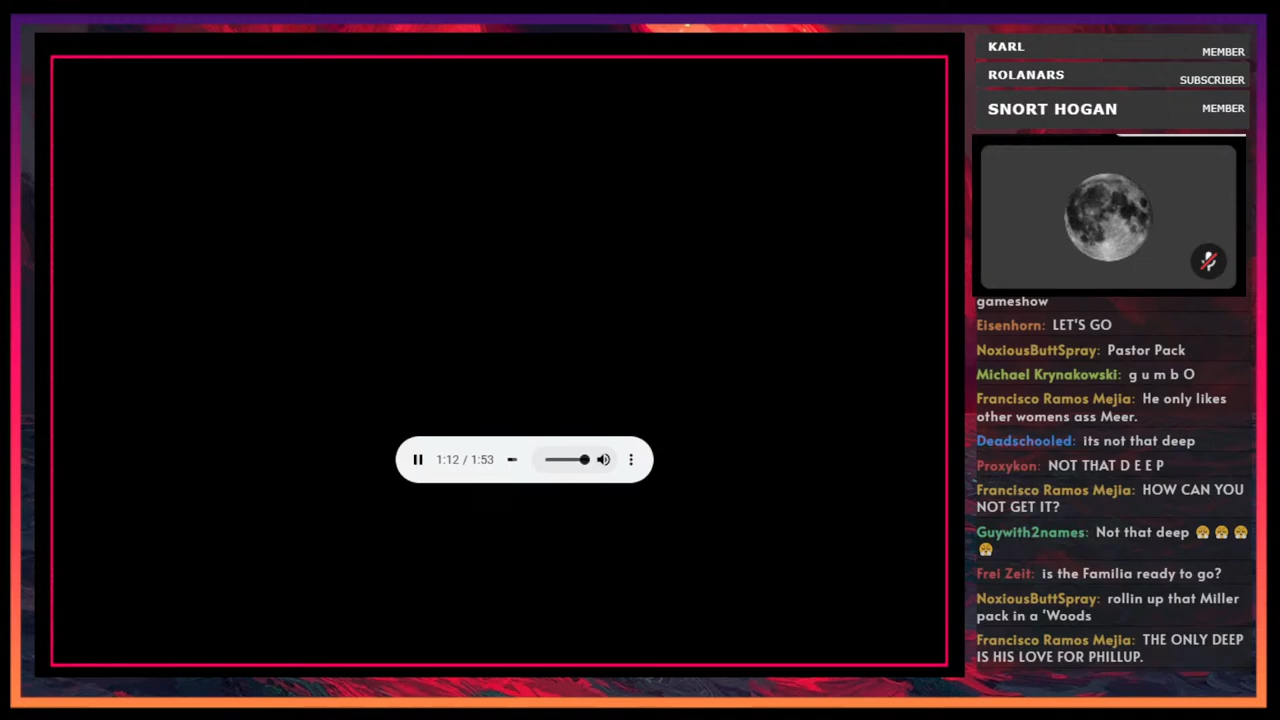 KARL MEMBER
ROLANARS SUBSCRIBER
SNORT HOGAN MEMBER
gameshow
Eisenhorn: LET'S GO
NoxiousButtSpray: Pastor Pack
Michael Krynakowski: g u m b O
Francisco Ramos Mejia: He only likes
other womens ass Meer.
Deadschooled: its not that deep
Proxykon: NOT THAT D E E P
Francisco Ramos Mejia: HOW CAN YOU
NOT GET IT?
Guywith2names: Not that deep 😤 😤 😤
😤
Frei Zeit: is the Familia ready to go?
NoxiousButtSpray: rollin up that Miller
pack in a ‘Woods
Francisco Ramos Mejia: THE ONLY DEEP
IS HIS LOVE FOR PHILLUP.
1:12 / 1:53